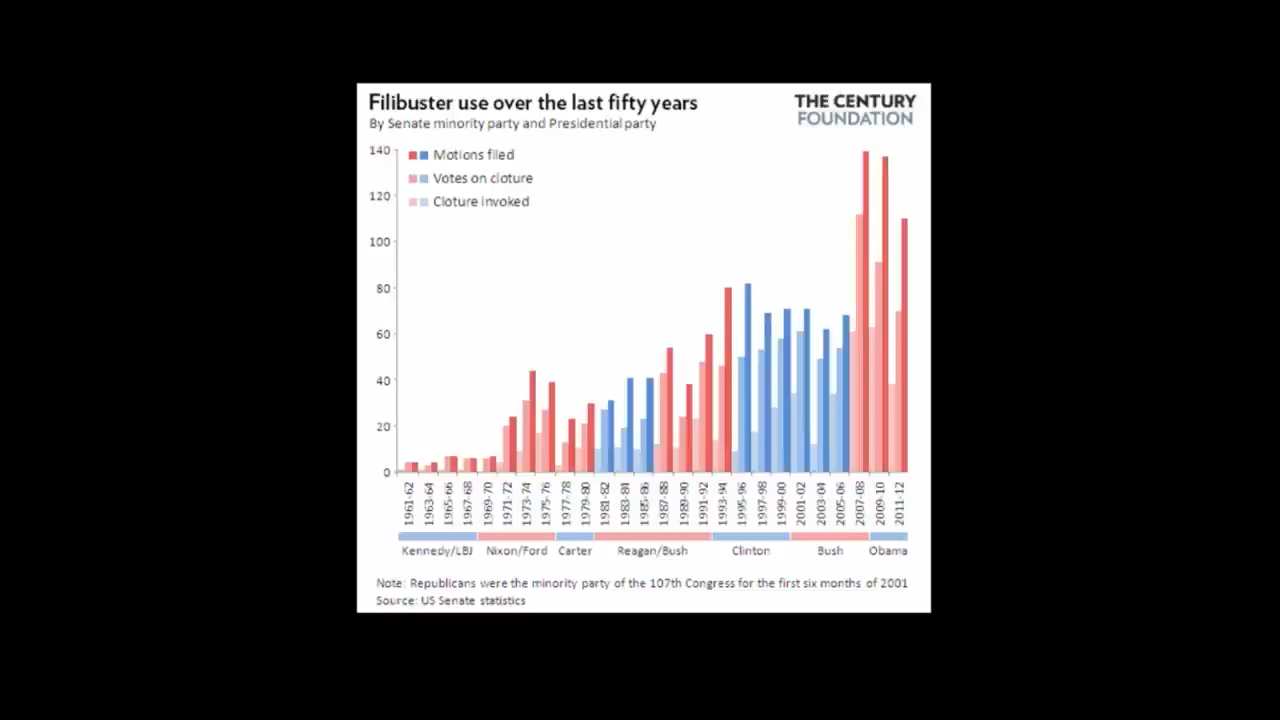 Filibuster use over the last fifty years
By Senate minority party and Presidential party
THE CENTURY
FOUNDATION
Motions filed
Votes on cloture
Cloture invoked
140
120
100
80
60
40
20
0
1961-62
1963-64
1965-66
1967-68
1969-70
1971-72
1973-74
1975-76
1977-78
1979-80
1981-82
1983-84
1985-86
1987-88
1989-90
1991-92
1993-94
1995-96
1997-98
1999-00
2001-02
2003-04
2005-06
2007-08
2009-10
2011-12
Kennedy/LBJ
Nixon/Ford
Carter
Reagan/Bush
Clinton
Bush
Obama
Note: Republicans were the minority party of the 107th Congress for the first six months of 2001
Source: US Senate statistics